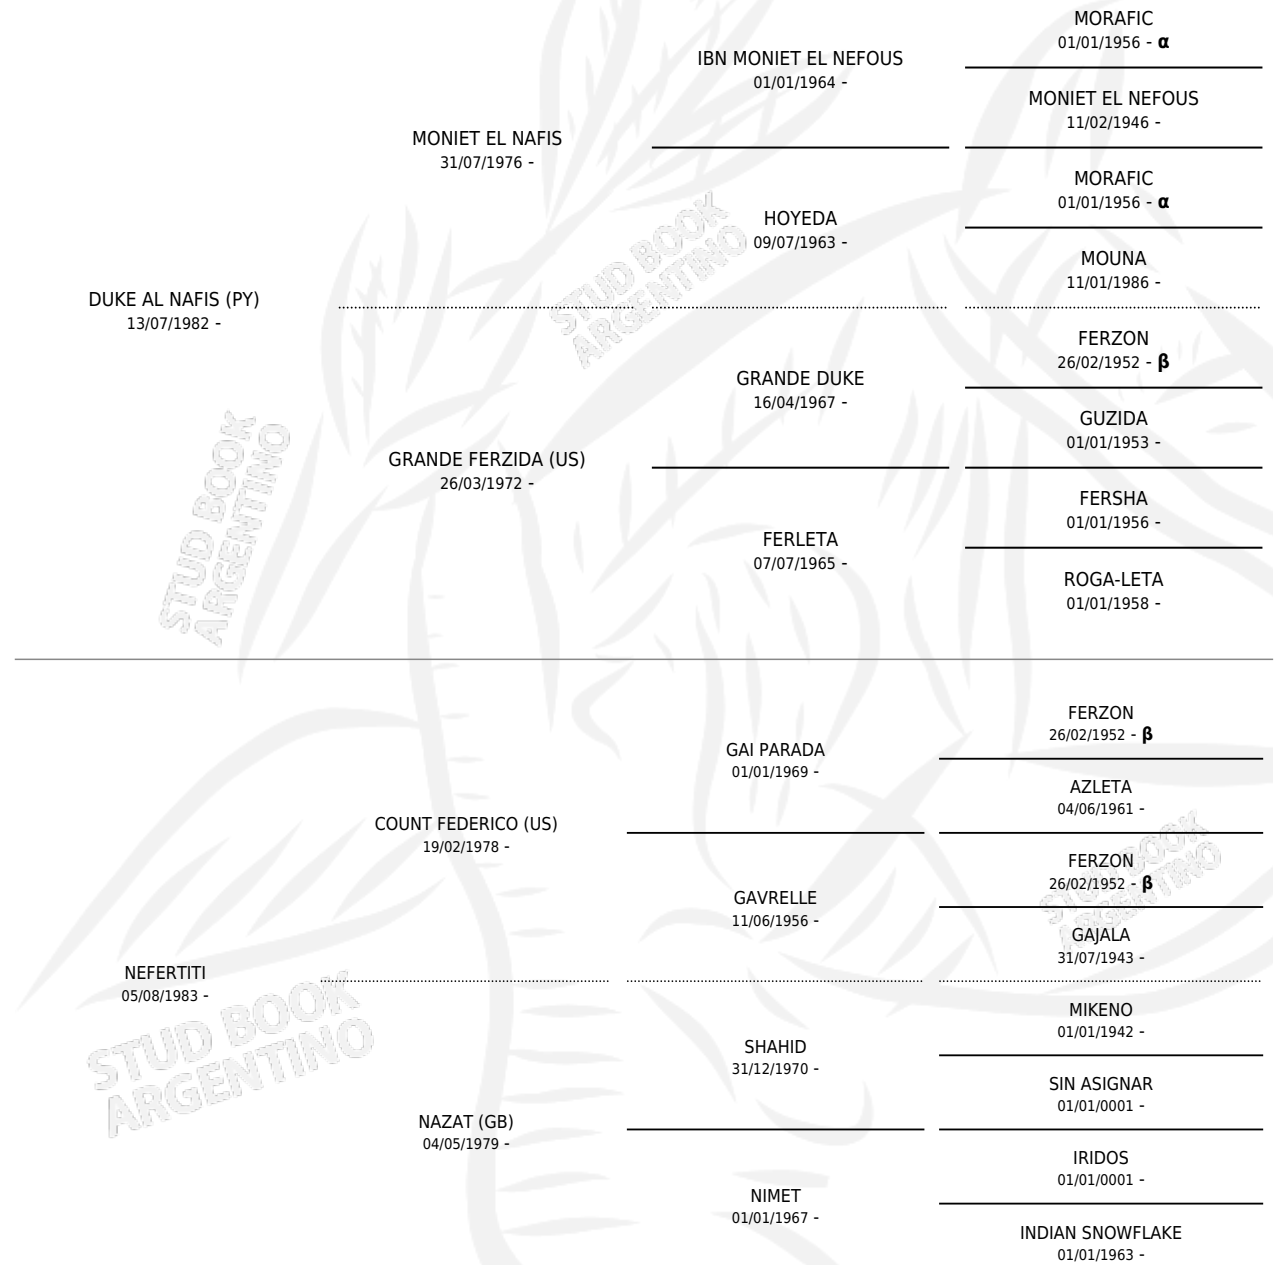 MORAFIC
01/01/1956 - α
IBN MONIET EL NEFOUS
01/01/1964 -
MONIET EL NEFOUS
11/02/1946 -
MONIET EL NAFIS
31/07/1976 -
MORAFIC
01/01/1956 - α
HOYEDA
09/07/1963 -
MOUNA
11/01/1986 -
DUKE AL NAFIS (PY)
13/07/1982 -
FERZON
26/02/1952 - β
GRANDE DUKE
16/04/1967 -
GUZIDA
01/01/1953 -
GRANDE FERZIDA (US)
26/03/1972 -
FERSHA
01/01/1956 -
FERLETA
07/07/1965 -
ROGA-LETA
01/01/1958 -
FERZON
26/02/1952 - β
GAI PARADA
01/01/1969 -
AZLETA
04/06/1961 -
COUNT FEDERICO (US)
19/02/1978 -
FERZON
26/02/1952 - β
GAVRELLE
11/06/1956 -
GAJALA
31/07/1943 -
NEFERTITI
05/08/1983 -
MIKENO
01/01/1942 -
SHAHID
31/12/1970 -
SIN ASIGNAR
01/01/0001 -
NAZAT (GB)
04/05/1979 -
IRIDOS
01/01/0001 -
NIMET
01/01/1967 -
INDIAN SNOWFLAKE
01/01/1963 -
STUD BOOK
ARGENTINO
STUD BOOK
ARGENTINO
STUD BOOK
ARGENTINO
STUD BOOK
ARGENTINO